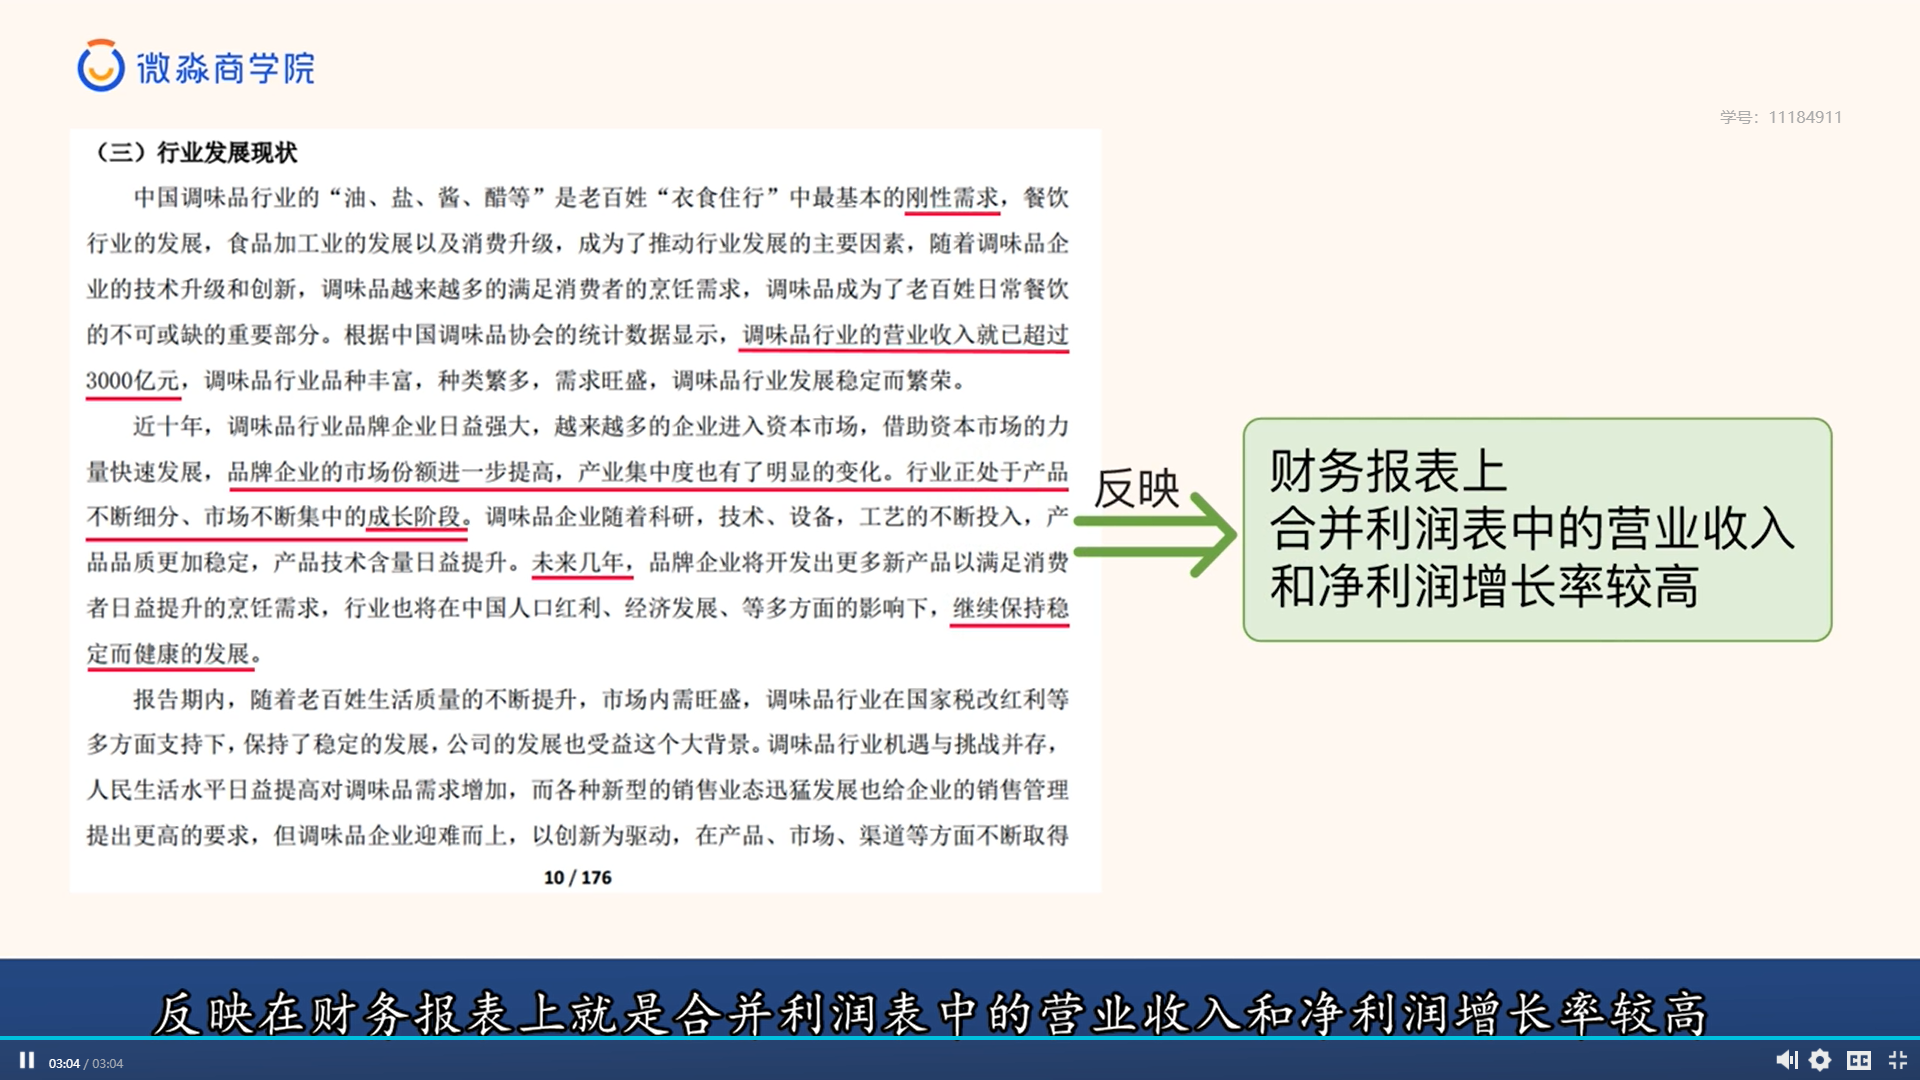 微淼商学院
学号：11184911
（三）行业发展现状
中国调味品行业的“油、盐、酱、醋等”是老百姓“衣食住行”中最基本的刚性需求，餐饮
行业的发展，食品加工业的发展以及消费升级，成为了推动行业发展的主要因素，随着调味品企
业的技术升级和创新，调味品越来越多的满足消费者的烹饪需求，调味品成为了老百姓日常餐饮
的不可或缺的重要部分。根据中国调味品协会的统计数据显示，调味品行业的营业收入就已超过
3000亿元，调味品行业品种丰富，种类繁多，需求旺盛，调味品行业发展稳定而繁荣。
近十年，调味品行业品牌企业日益强大，越来越多的企业进入资本市场，借助资本市场的力
量快速发展，品牌企业的市场份额进一步提高，产业集中度也有了明显的变化。行业正处于产品
不断细分、市场不断集中的成长阶段。调味品企业随着科研，技术、设备，工艺的不断投入，产
品品质更加稳定，产品技术含量日益提升。未来几年，品牌企业将开发出更多新产品以满足消费
者日益提升的烹饪需求，行业也将在中国人口红利、经济发展、等多方面的影响下，继续保持稳
定而健康的发展。
报告期内，随着老百姓生活质量的不断提升，市场内需旺盛，调味品行业在国家税改红利等
多方面支持下，保持了稳定的发展，公司的发展也受益这个大背景。调味品行业机遇与挑战并存，
人民生活水平日益提高对调味品需求增加，而各种新型的销售业态迅猛发展也给企业的销售管理
提出更高的要求，但调味品企业迎难而上，以创新为驱动，在产品、市场、渠道等方面不断取得
10 / 176
反映
财务报表上
合并利润表中的营业收入
和净利润增长率较高
反映在财务报表上就是合并利润表中的营业收入和净利润增长率较高
03:04 / 03:04
CC